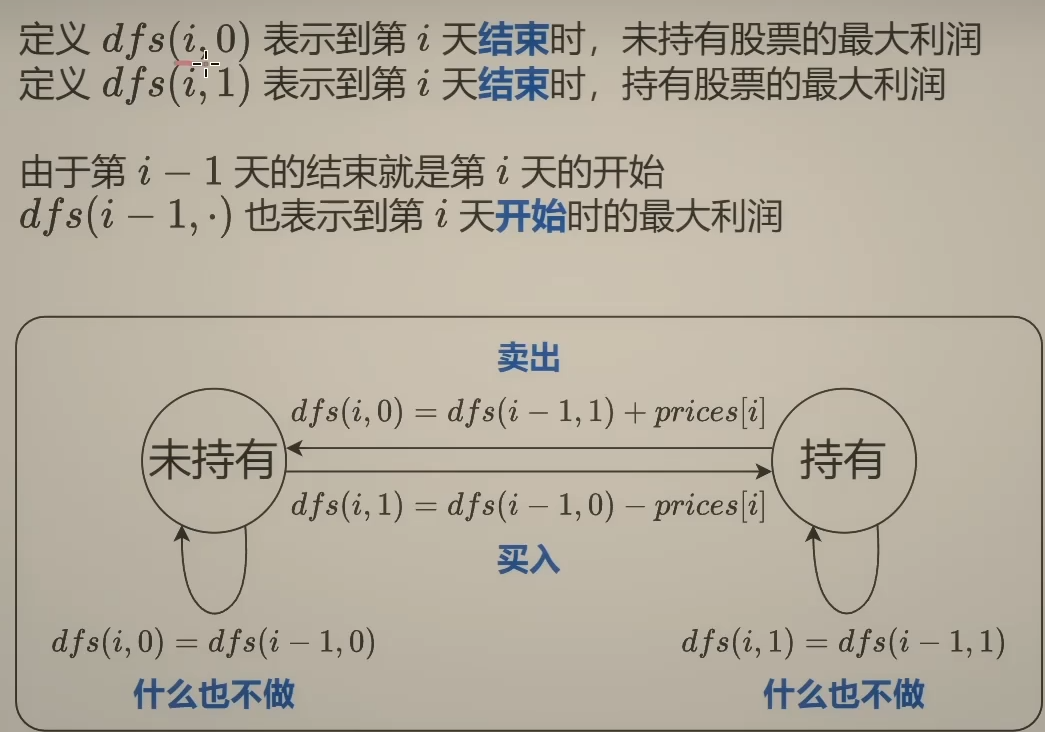 定义 dfs(i, 0) 表示到第 i 天结束时，未持有股票的最大利润
定义 dfs(i, 1) 表示到第 i 天结束时，持有股票的最大利润
由于第 i − 1 天的结束就是第 i 天的开始
dfs(i − 1, ·) 也表示到第 i 天开始时的最大利润
卖出
dfs(i, 0) = dfs(i − 1, 1) + prices[i]
未持有
持有
dfs(i, 1) = dfs(i − 1, 0) − prices[i]
买入
dfs(i, 0) = dfs(i − 1, 0)
dfs(i, 1) = dfs(i − 1, 1)
什么也不做
什么也不做